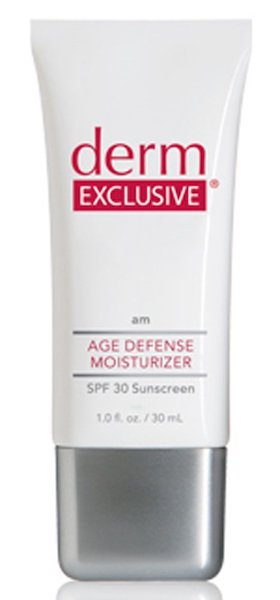 derm
EXCLUSIVE®
am
AGE DEFENSE
MOISTURIZER
SPF 30 Sunscreen
1.0 fl. oz. / 30 mL